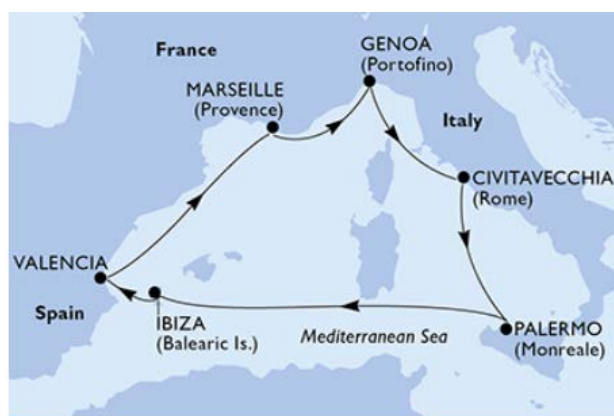 France
GENOA
(Portofino)
MARSEILLE
(Provence)
Italy
CIVITAVECCHIA
(Rome)
VALENCIA
Spain
IBIZA
(Balearic Is.)
Mediterranean Sea
PALERMO
(Monreale)